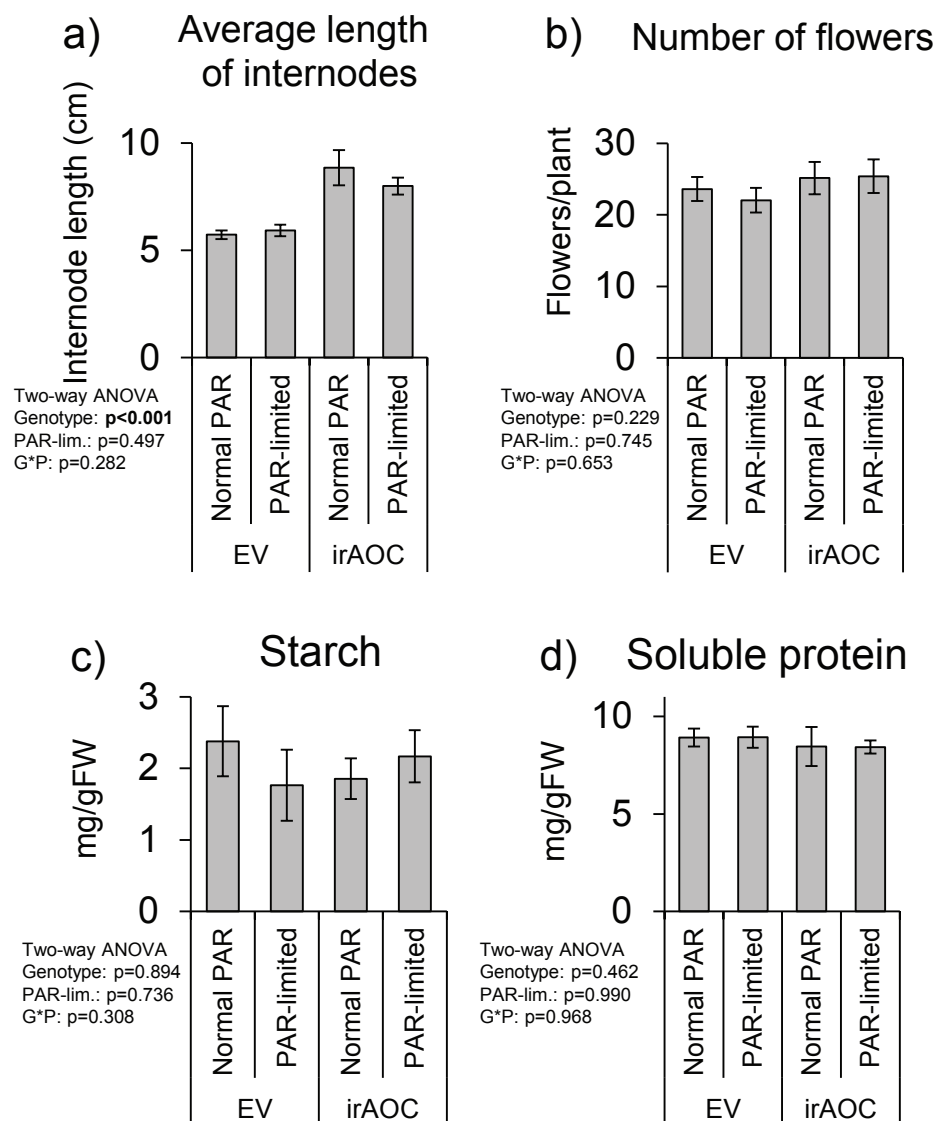 a) Average length
of internodes
Internode length (cm)
10
5
0
Normal PAR
PAR-limited
Normal PAR
PAR-limited
EV
irAOC
Two-way ANOVA
Genotype: p<0.001
PAR-lim.: p=0.497
G*P: p=0.282
b) Number of flowers
Flowers/plant
30
20
10
0
Normal PAR
PAR-limited
Normal PAR
PAR-limited
EV
irAOC
Two-way ANOVA
Genotype: p=0.229
PAR-lim.: p=0.745
G*P: p=0.653
c) Starch
mg/gFW
3
2
1
0
Normal PAR
PAR-limited
Normal PAR
PAR-limited
EV
irAOC
Two-way ANOVA
Genotype: p=0.894
PAR-lim.: p=0.736
G*P: p=0.308
d) Soluble protein
mg/gFW
10
5
0
Normal PAR
PAR-limited
Normal PAR
PAR-limited
EV
irAOC
Two-way ANOVA
Genotype: p=0.462
PAR-lim.: p=0.990
G*P: p=0.968